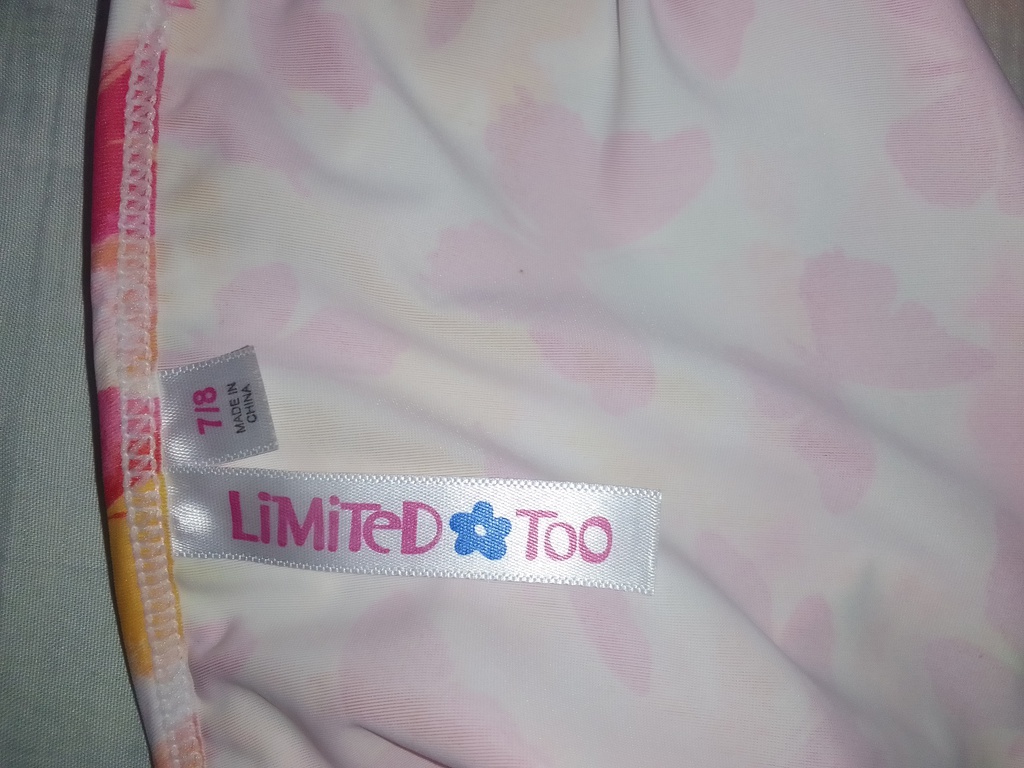 7/8
MADE IN
CHINA
LiMiTeD TOO